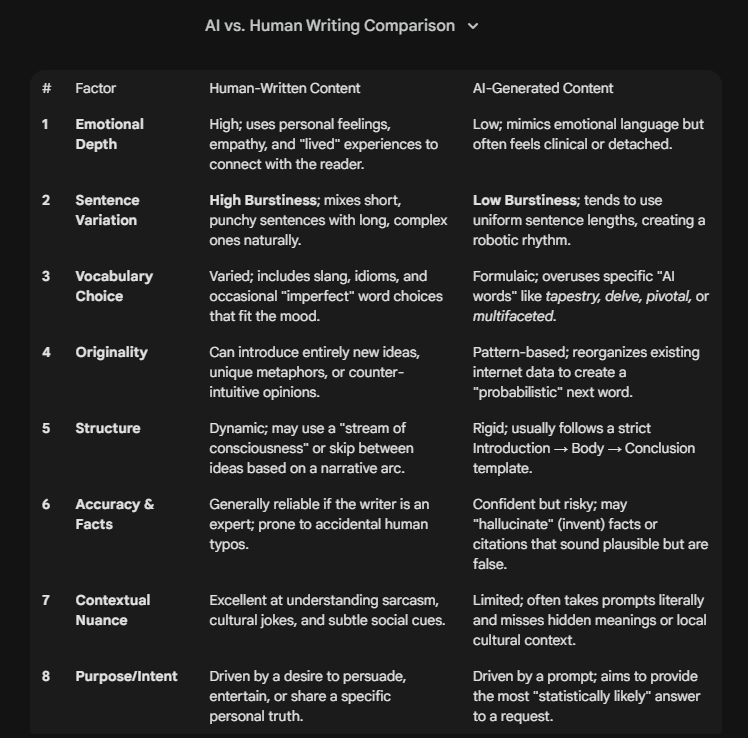 AI vs. Human Writing Comparison
# Factor Human-Written Content AI-Generated Content
1 Emotional Depth High; uses personal feelings, empathy, and "lived" experiences to connect with the reader. Low; mimics emotional language but often feels clinical or detached.
2 Sentence Variation High Burstiness; mixes short, punchy sentences with long, complex ones naturally. Low Burstiness; tends to use uniform sentence lengths, creating a robotic rhythm.
3 Vocabulary Choice Varied; includes slang, idioms, and occasional "imperfect" word choices that fit the mood. Formulaic; overuses specific "AI words" like tapestry, delve, pivotal, or multifaceted.
4 Originality Can introduce entirely new ideas, unique metaphors, or counter-intuitive opinions. Pattern-based; reorganizes existing internet data to create a "probabilistic" next word.
5 Structure Dynamic; may use a "stream of consciousness" or skip between ideas based on a narrative arc. Rigid; usually follows a strict Introduction → Body → Conclusion template.
6 Accuracy & Facts Generally reliable if the writer is an expert; prone to accidental human typos. Confident but risky; may "hallucinate" (invent) facts or citations that sound plausible but are false.
7 Contextual Nuance Excellent at understanding sarcasm, cultural jokes, and subtle social cues. Limited; often takes prompts literally and misses hidden meanings or local cultural context.
8 Purpose/Intent Driven by a desire to persuade, entertain, or share a specific personal truth. Driven by a prompt; aims to provide the most "statistically likely" answer to a request.